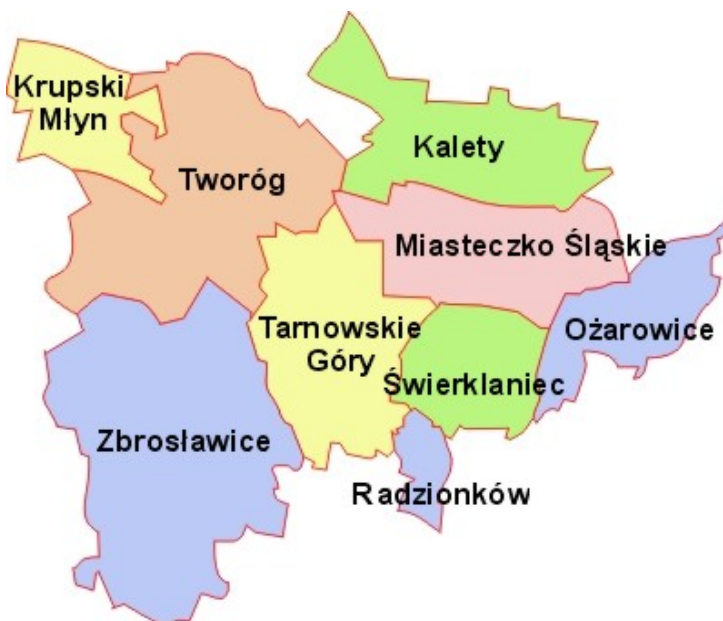 Krupski
Młyn
Kalety
Tworóg
Miasteczko Śląskie
Tarnowskie
Góry
Ożarowice
Świerklaniec
Zbrosławice
Radzionków